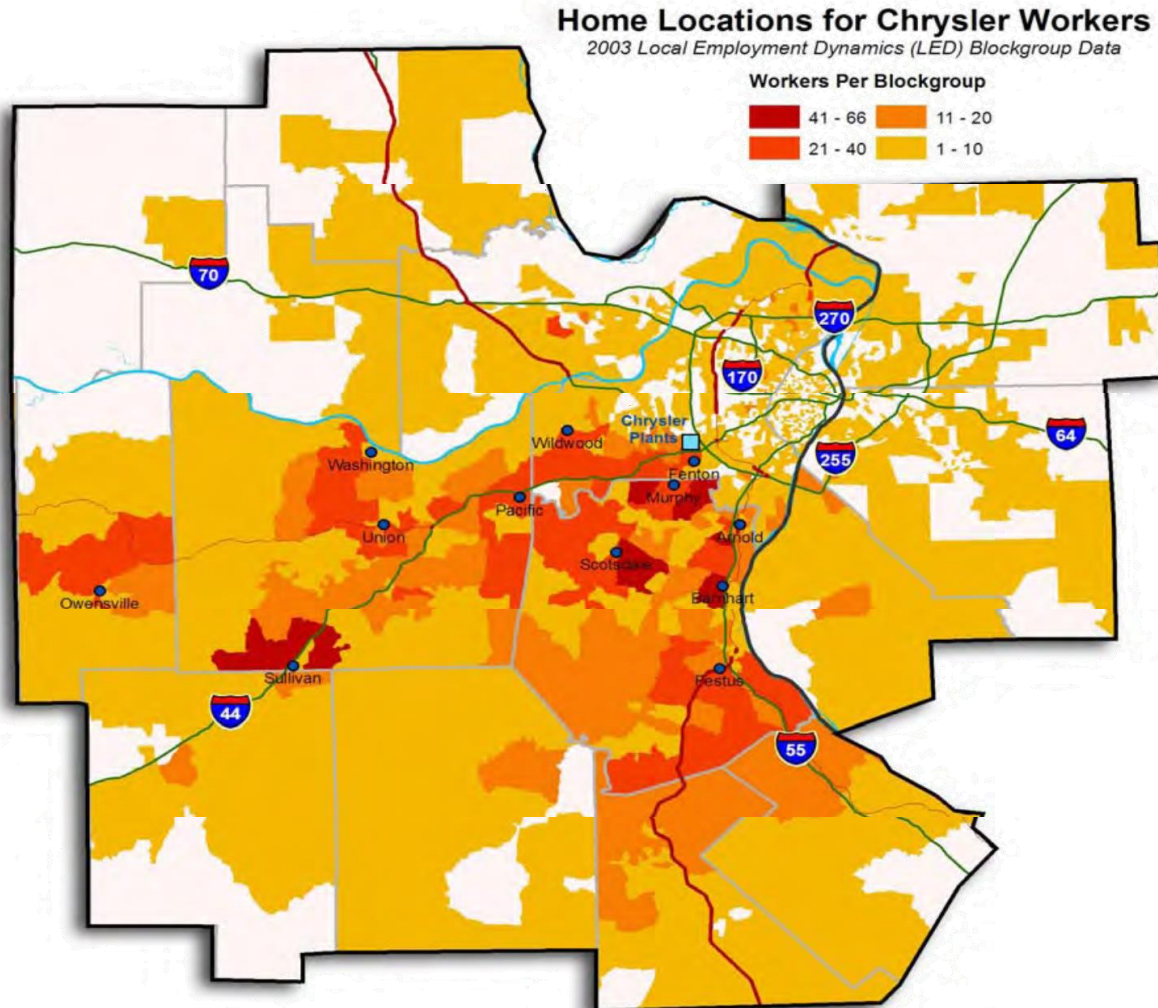 Home Locations for Chrysler Workers
2003 Local Employment Dynamics (LED) Blockgroup Data
Workers Per Blockgroup
41 - 66
11 - 20
21 - 40
1 - 10
70
270
170
Chrysler
Plants
Wildwood
64
255
Washington
Fenton
Murphy
Pacific
Union
Arnold
Scotsdale
Owensville
Barnhart
Sullivan
Festus
44
55